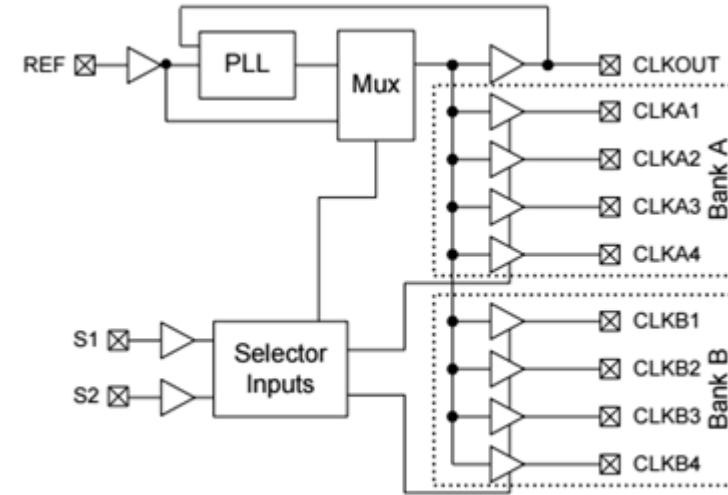 REF
PLL
Mux
CLKOUT
CLKA1
CLKA2
CLKA3
CLKA4
Bank A
S1
S2
Selector
Inputs
CLKB1
CLKB2
CLKB3
CLKB4
Bank B